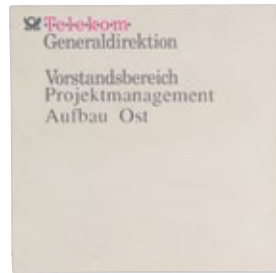 Telekom
Generaldirektion
Vorstandsbereich
Projektmanagement
Aufbau Ost